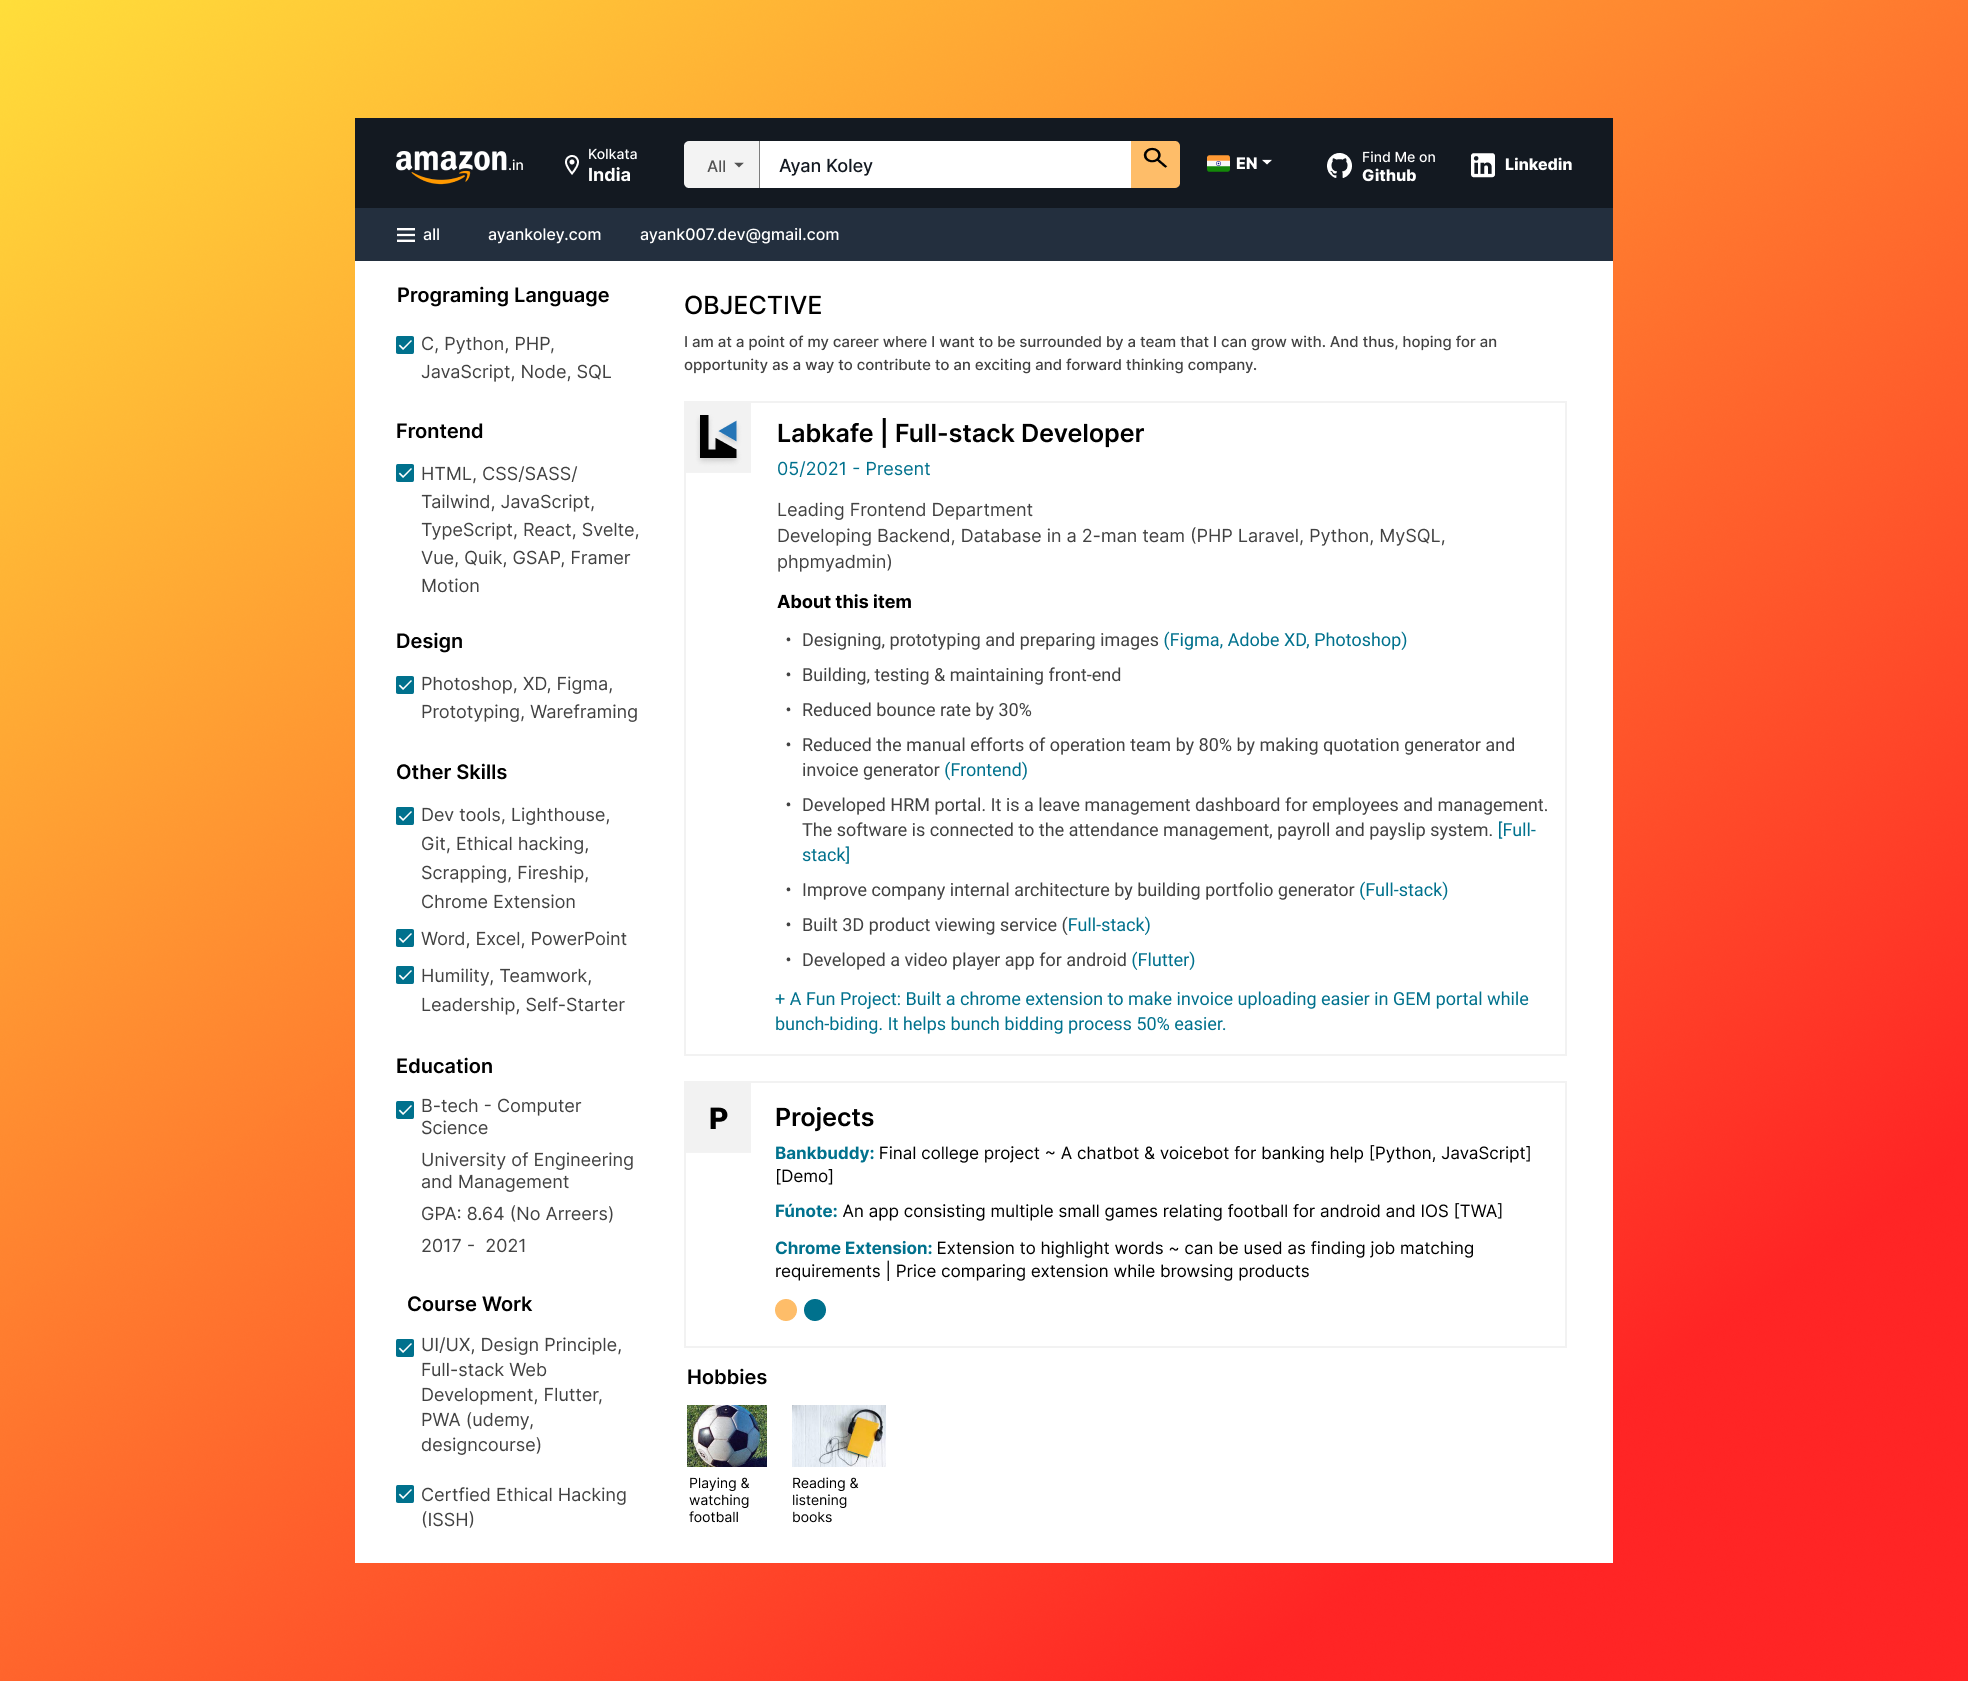 amazon.in
Kolkata
India
All
Ayan Koley
EN
Find Me on
Github
Linkedin
all
ayankoley.com
ayank007.dev@gmail.com
Programing Language
C, Python, PHP,
JavaScript, Node, SQL
Frontend
HTML, CSS/SASS/
Tailwind, JavaScript,
TypeScript, React, Svelte,
Vue, Quik, GSAP, Framer
Motion
Design
Photoshop, XD, Figma,
Prototyping, Wareframing
Other Skills
Dev tools, Lighthouse,
Git, Ethical hacking,
Scrapping, Fireship,
Chrome Extension
Word, Excel, PowerPoint
Humility, Teamwork,
Leadership, Self-Starter
Education
B-tech - Computer
Science
University of Engineering
and Management
GPA: 8.64 (No Arreers)
2017 - 2021
Course Work
UI/UX, Design Principle,
Full-stack Web
Development, Flutter,
PWA (udemy,
designcourse)
Certfied Ethical Hacking
(ISSH)
OBJECTIVE
I am at a point of my career where I want to be surrounded by a team that I can grow with. And thus, hoping for an
opportunity as a way to contribute to an exciting and forward thinking company.
Labkafe | Full-stack Developer
05/2021 - Present
Leading Frontend Department
Developing Backend, Database in a 2-man team (PHP Laravel, Python, MySQL,
phpmyadmin)
About this item
• Designing, prototyping and preparing images (Figma, Adobe XD, Photoshop)
• Building, testing & maintaining front-end
• Reduced bounce rate by 30%
• Reduced the manual efforts of operation team by 80% by making quotation generator and
invoice generator (Frontend)
• Developed HRM portal. It is a leave management dashboard for employees and management.
The software is connected to the attendance management, payroll and payslip system. [Full-
stack]
• Improve company internal architecture by building portfolio generator (Full-stack)
• Built 3D product viewing service (Full-stack)
• Developed a video player app for android (Flutter)
+ A Fun Project: Built a chrome extension to make invoice uploading easier in GEM portal while
bunch-biding. It helps bunch bidding process 50% easier.
P
Projects
Bankbuddy: Final college project ~ A chatbot & voicebot for banking help [Python, JavaScript]
[Demo]
Fúnote: An app consisting multiple small games relating football for android and IOS [TWA]
Chrome Extension: Extension to highlight words ~ can be used as finding job matching
requirements | Price comparing extension while browsing products
Hobbies
Playing &
watching
football
Reading &
listening
books